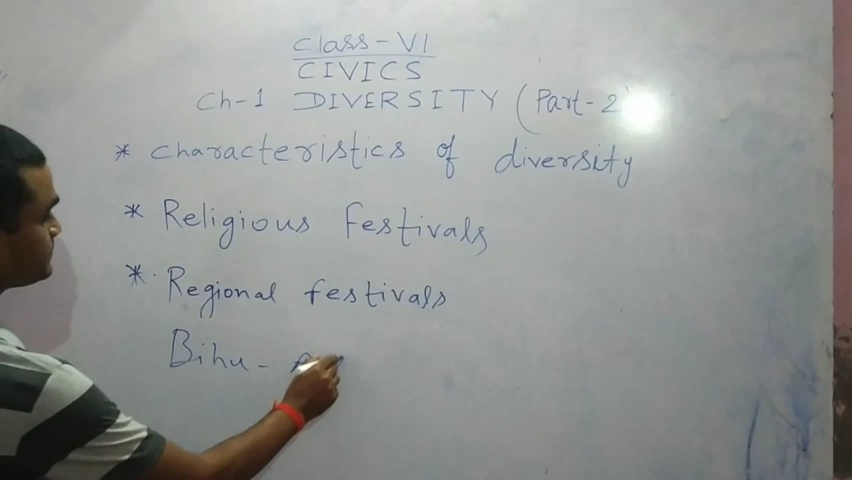 Class-VI
CIVICS
Ch-1 DIVERSITY (Part-2)
* Characteristics of diversity
* Religious Festivals
* Regional festivals
Bihu -